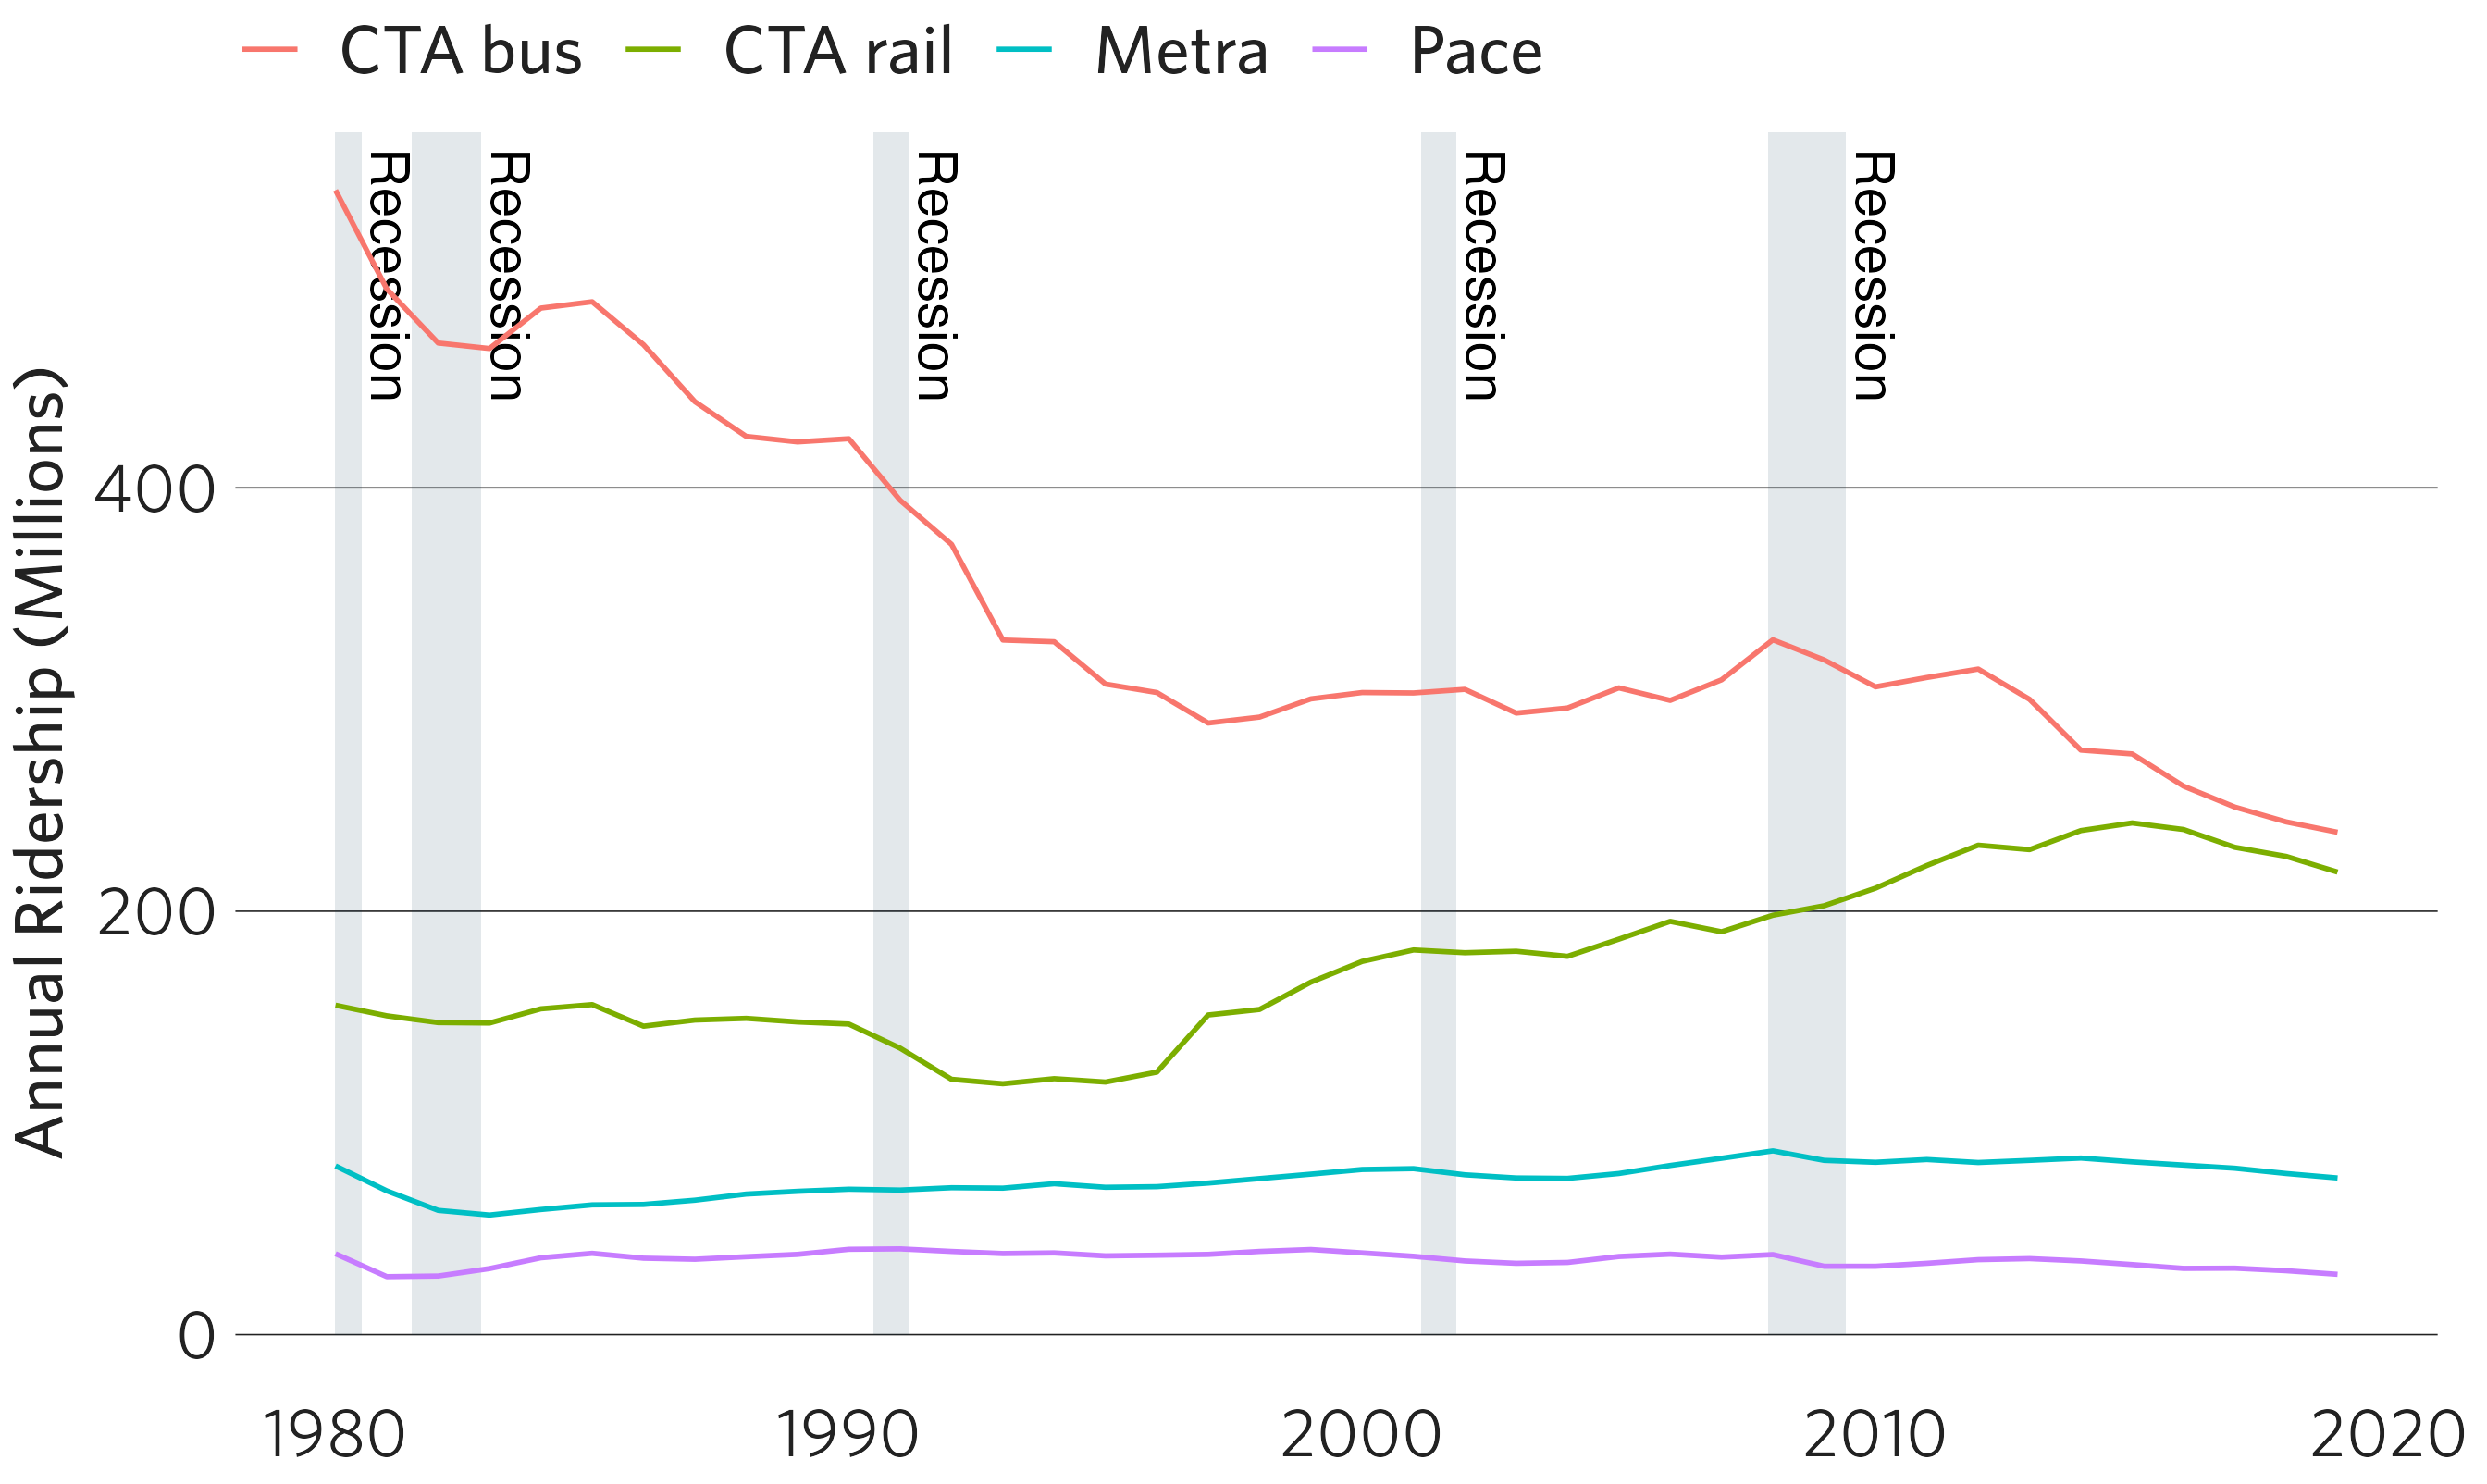 CTA bus CTA rail Metra Pace
Recession
Recession
Recession
Recession
Recession
Annual Ridership (Millions)
400
200
0
1980 1990 2000 2010 2020